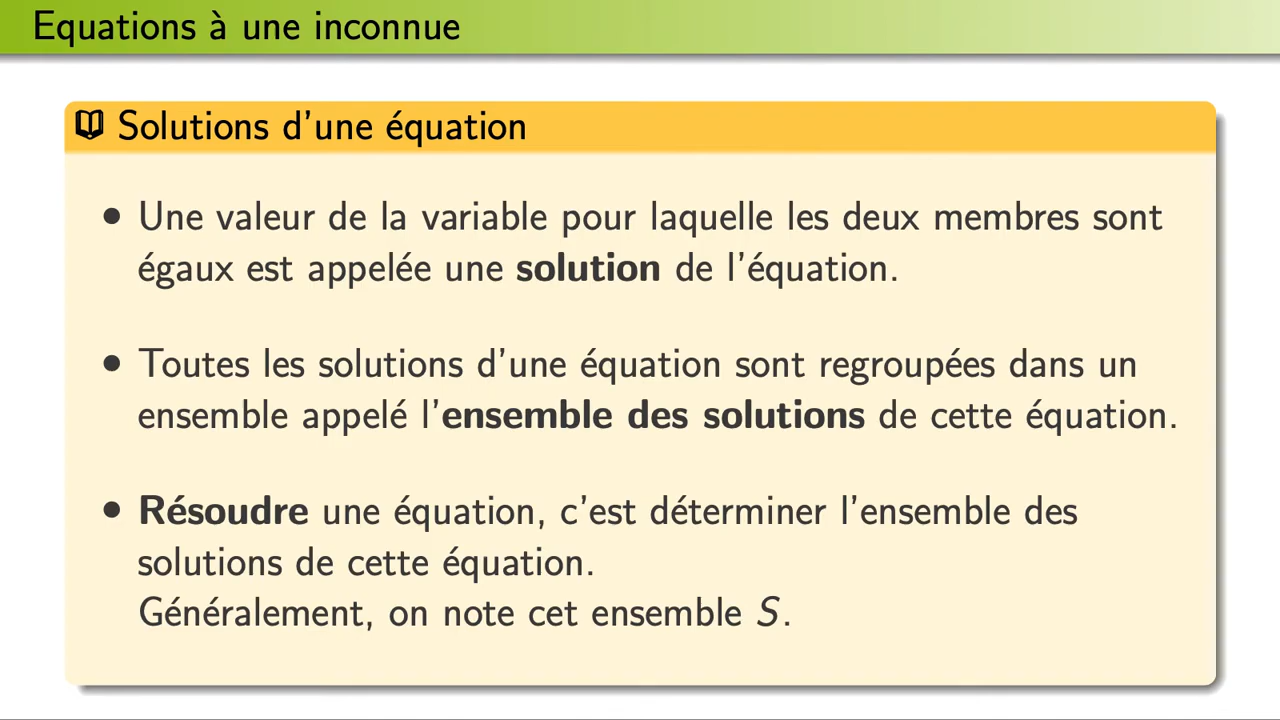 Equations à une inconnue
Solutions d'une équation
• Une valeur de la variable pour laquelle les deux membres sont
égaux est appelée une solution de l'équation.
• Toutes les solutions d'une équation sont regroupées dans un
ensemble appelé l'ensemble des solutions de cette équation.
• Résoudre une équation, c'est déterminer l'ensemble des
solutions de cette équation.
Généralement, on note cet ensemble S.